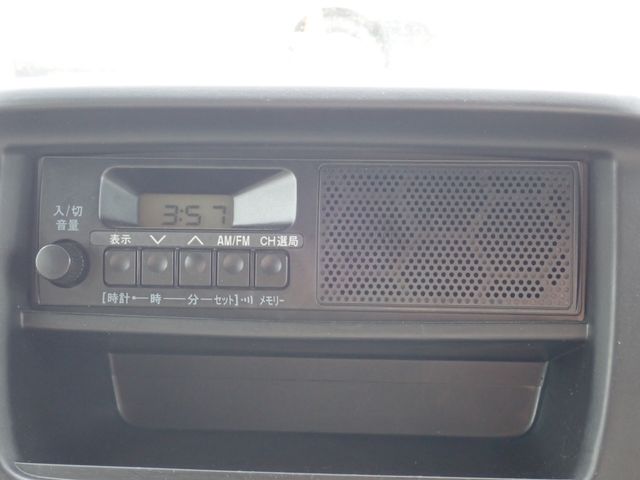 3:57
入/切
音量
表示 ∨ ∧ AM/FM CH選局
[時計•─時─分─セット]•))) メモリー